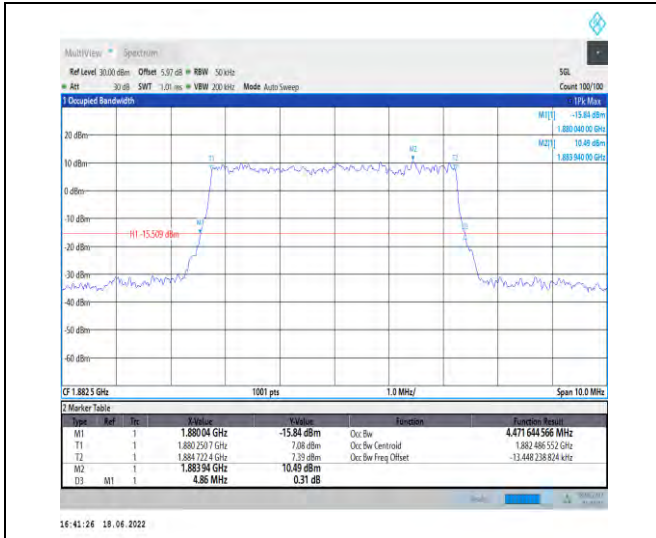 MultiView Spectrum
Ref Level 30.00 dBm Offset 5.97 dB RBW 50 kHz SGL
Att 30 dB SWT 1.01 ms VBW 200 kHz Mode Auto Sweep Count 100/100
1 Occupied Bandwidth 1Pk Max
M1[1] -15.84 dBm
1.880 040 00 GHz
M2[1] 10.49 dBm
1.883 940 00 GHz
20 dBm
M2
T1 T2
10 dBm
0 dBm
-10 dBm
M1
H1 -15.509 dBm
-20 dBm
-30 dBm
-40 dBm
-50 dBm
-60 dBm
CF 1.882 5 GHz 1001 pts 1.0 MHz/ Span 10.0 MHz
2 Marker Table
Type Ref Trc X-Value Y-Value Function Function Result
M1 1 1.880 04 GHz -15.84 dBm Occ Bw 4.471 644 566 MHz
T1 1 1.880 250 7 GHz 7.08 dBm Occ Bw Centroid 1.882 486 552 GHz
T2 1 1.884 722 4 GHz 7.39 dBm Occ Bw Freq Offset -13.448 238 824 kHz
M2 1 1.883 94 GHz 10.49 dBm
D3 M1 1 4.86 MHz 0.31 dB
16:41:26 18.06.2022